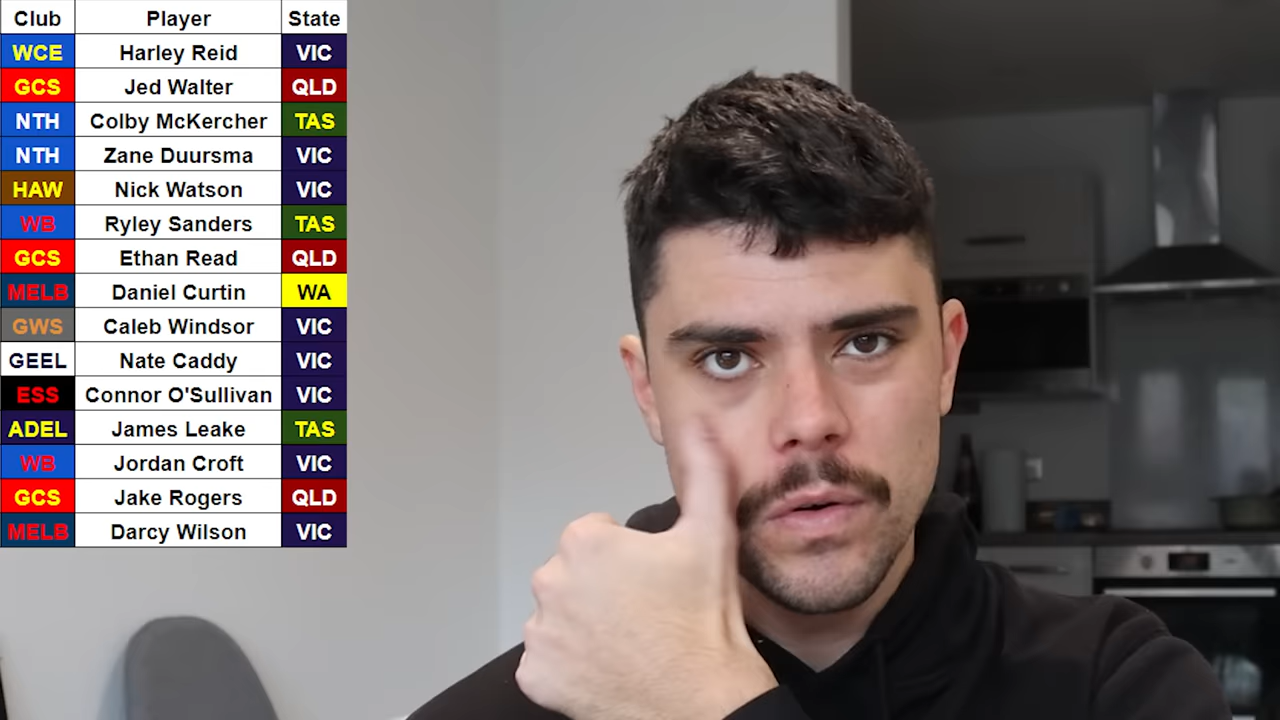 Club Player State
WCE Harley Reid VIC
GCS Jed Walter QLD
NTH Colby McKercher TAS
NTH Zane Duursma VIC
HAW Nick Watson VIC
WB Ryley Sanders TAS
GCS Ethan Read QLD
MELB Daniel Curtin WA
GWS Caleb Windsor VIC
GEEL Nate Caddy VIC
ESS Connor O'Sullivan VIC
ADEL James Leake TAS
WB Jordan Croft VIC
GCS Jake Rogers QLD
MELB Darcy Wilson VIC